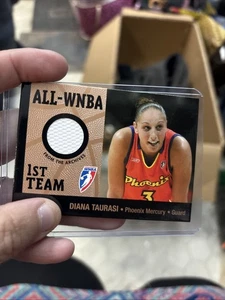 ALL-WNBA
FROM THE ARCHIVES
1ST
TEAM
Phoenix
3
DIANA TAURASI • Phoenix Mercury • Guard